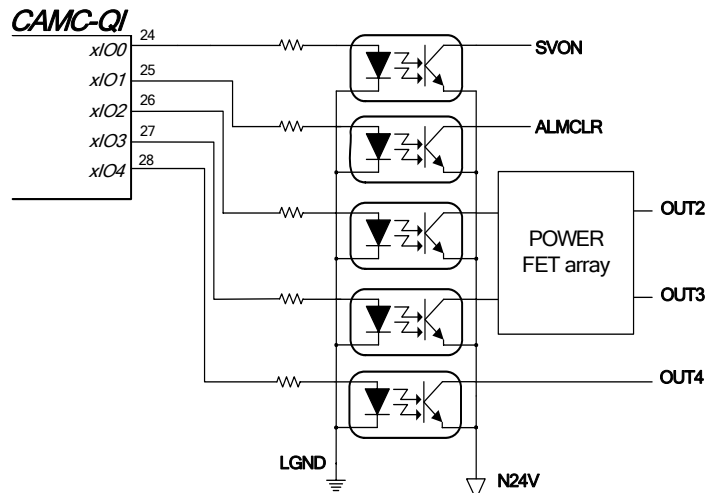 CAMC-QI
24
xIO0
SVON
25
xIO1
26
xIO2
ALMCLR
27
xIO3
28
xIO4
OUT2
POWER
FET array
OUT3
OUT4
LGND
N24V